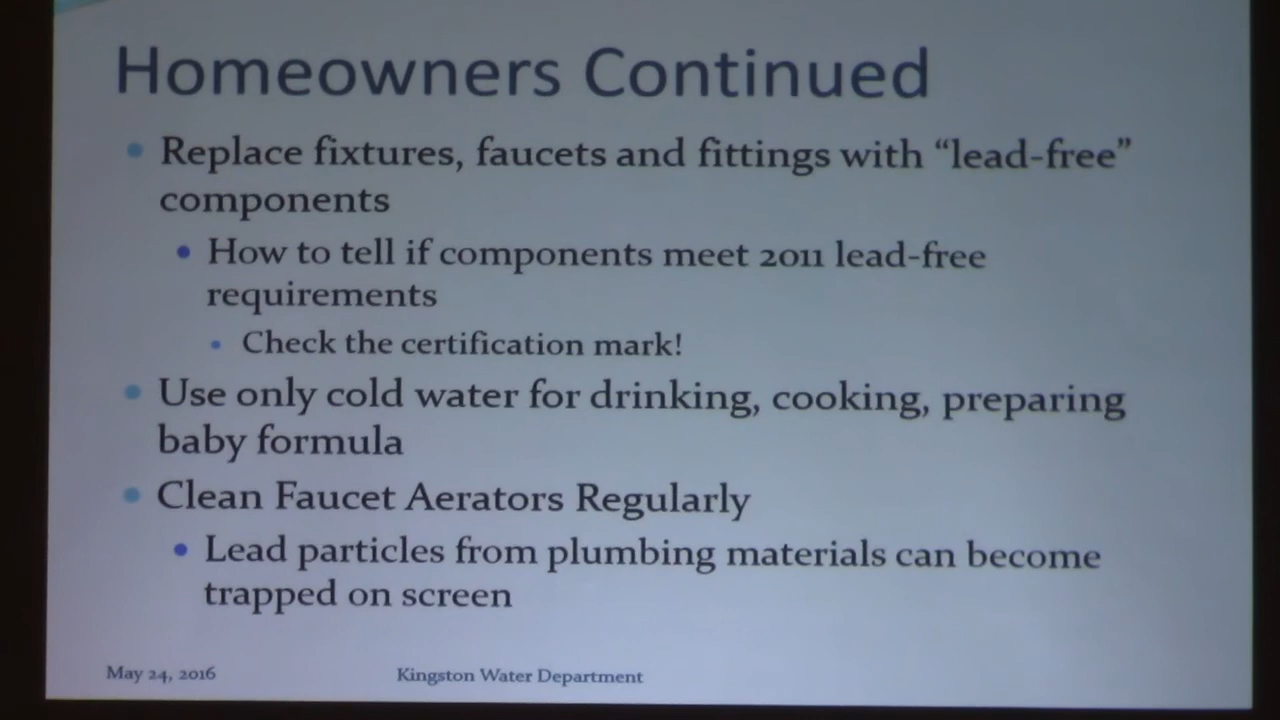 Homeowners Continued
• Replace fixtures, faucets and fittings with “lead-free”
components
• How to tell if components meet 2011 lead-free
requirements
• Check the certification mark!
• Use only cold water for drinking, cooking, preparing
baby formula
• Clean Faucet Aerators Regularly
• Lead particles from plumbing materials can become
trapped on screen
May 24, 2016 Kingston Water Department